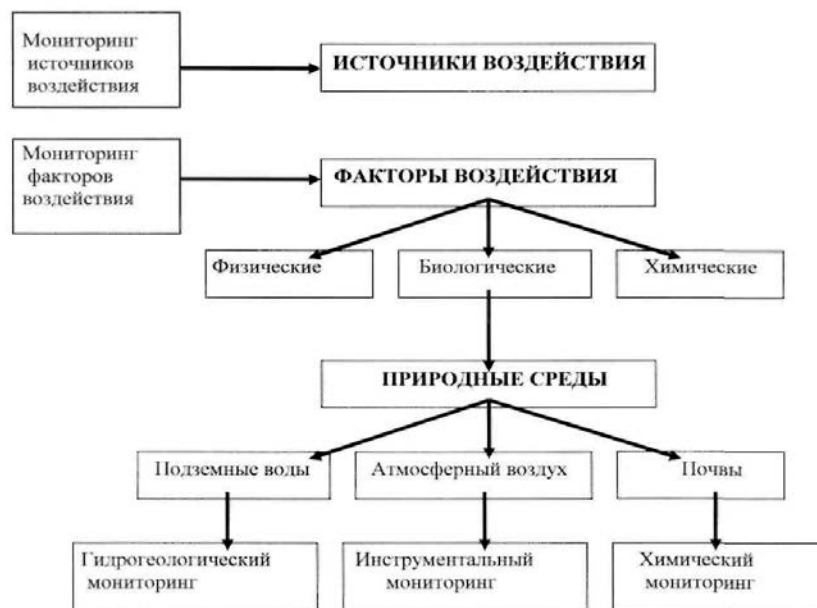 Мониторинг
источников
воздействия
ИСТОЧНИКИ ВОЗДЕЙСТВИЯ
Мониторинг
факторов
воздействия
ФАКТОРЫ ВОЗДЕЙСТВИЯ
Физические
Биологические
Химические
ПРИРОДНЫЕ СРЕДЫ
Подземные воды
Атмосферный воздух
Почвы
Гидрогеологический
мониторинг
Инструментальный
мониторинг
Химический
мониторинг